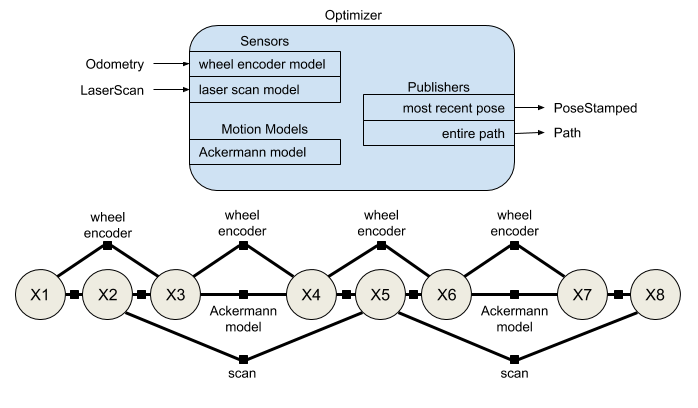 Optimizer
Sensors
Odometry
wheel encoder model
LaserScan
laser scan model
Motion Models
Ackermann model
Publishers
most recent pose
PoseStamped
entire path
Path
wheel
encoder
wheel
encoder
wheel
encoder
wheel
encoder
X1
X2
X3
X4
X5
X6
X7
X8
Ackermann
model
Ackermann
model
scan
scan